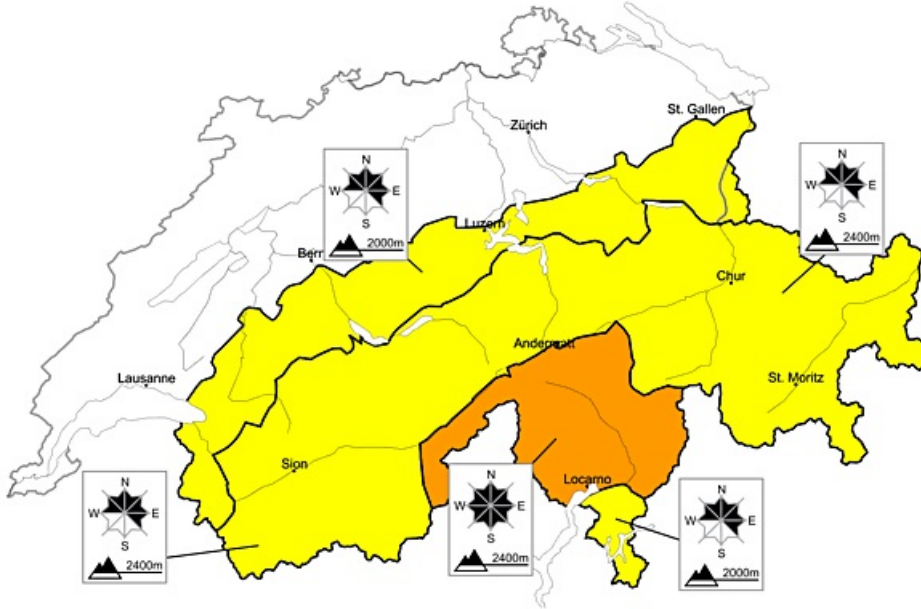 St. Gallen
Zürich
N
W E
S
2000m
N
W E
S
2400m
Luzern
Bern
Chur
Andermatt
Lausanne
St. Moritz
Sion
Locarno
N
W E
S
2400m
N
W E
S
2400m
N
W E
S
2000m